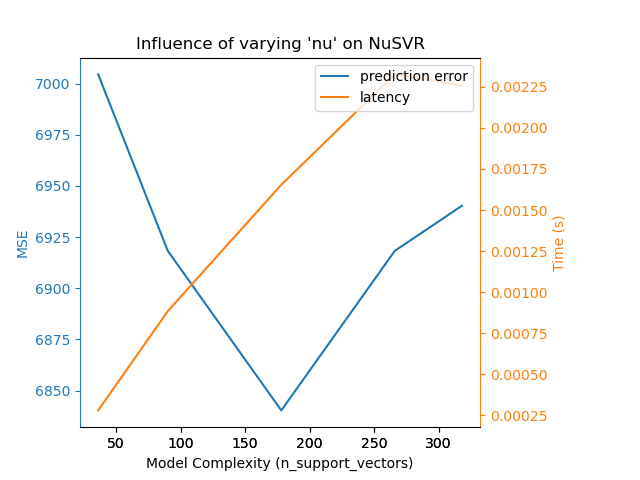 Influence of varying 'nu' on NuSVR
prediction error
latency
7000
6975
6950
6925
6900
6875
6850
MSE
0.00225
0.00200
0.00175
0.00150
0.00125
0.00100
0.00075
0.00050
0.00025
Time (s)
50 100 150 200 250 300
Model Complexity (n_support_vectors)